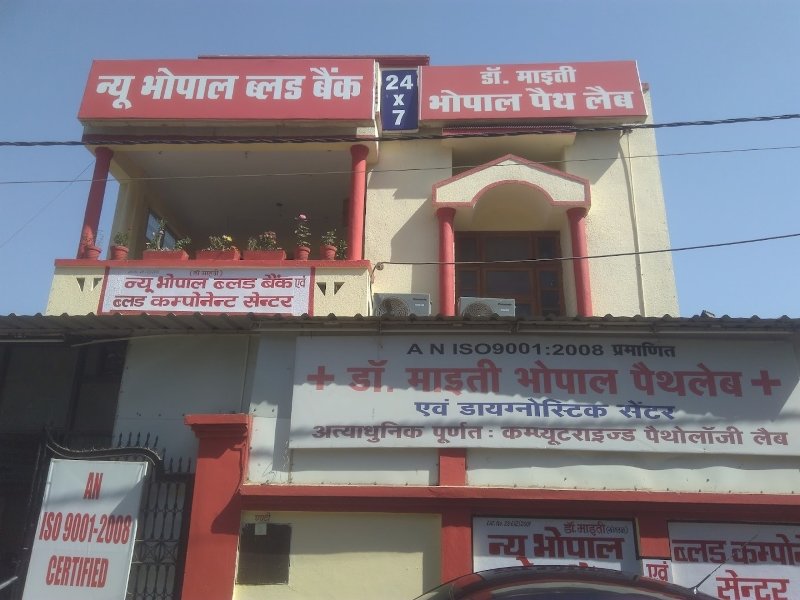 न्यू भोपाल ब्लड बैंक
24
x
7
डॉ. माइती
भोपाल पैथ लैब
(डॉ माइती)
न्यू भोपाल ब्लड बैंक एवं
ब्लड कम्पोनेन्ट सेन्टर
A N ISO9001:2008 प्रमाणित
+ डॉ. माइती भोपाल पैथलेब +
एवं डायग्नोस्टिक सेंटर
अत्याधुनिक पूर्णत: कम्प्यूटराइज्ड पैथोलॉजी लैब
AN
ISO 9001-2008
CERTIFIED
डॉ. माइती
न्यू भोपाल
एवं
ब्लड कम्पो
सेन्टर